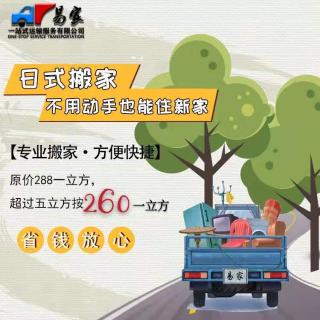 易家
一站式运输服务有限公司
ONE-STOP SERVICE TRANSPORTATION
日式搬家
不用动手也能住新家
【专业搬家·方便快捷】
原价288一立方，
超过五立方按260一立方
省钱放心
易家